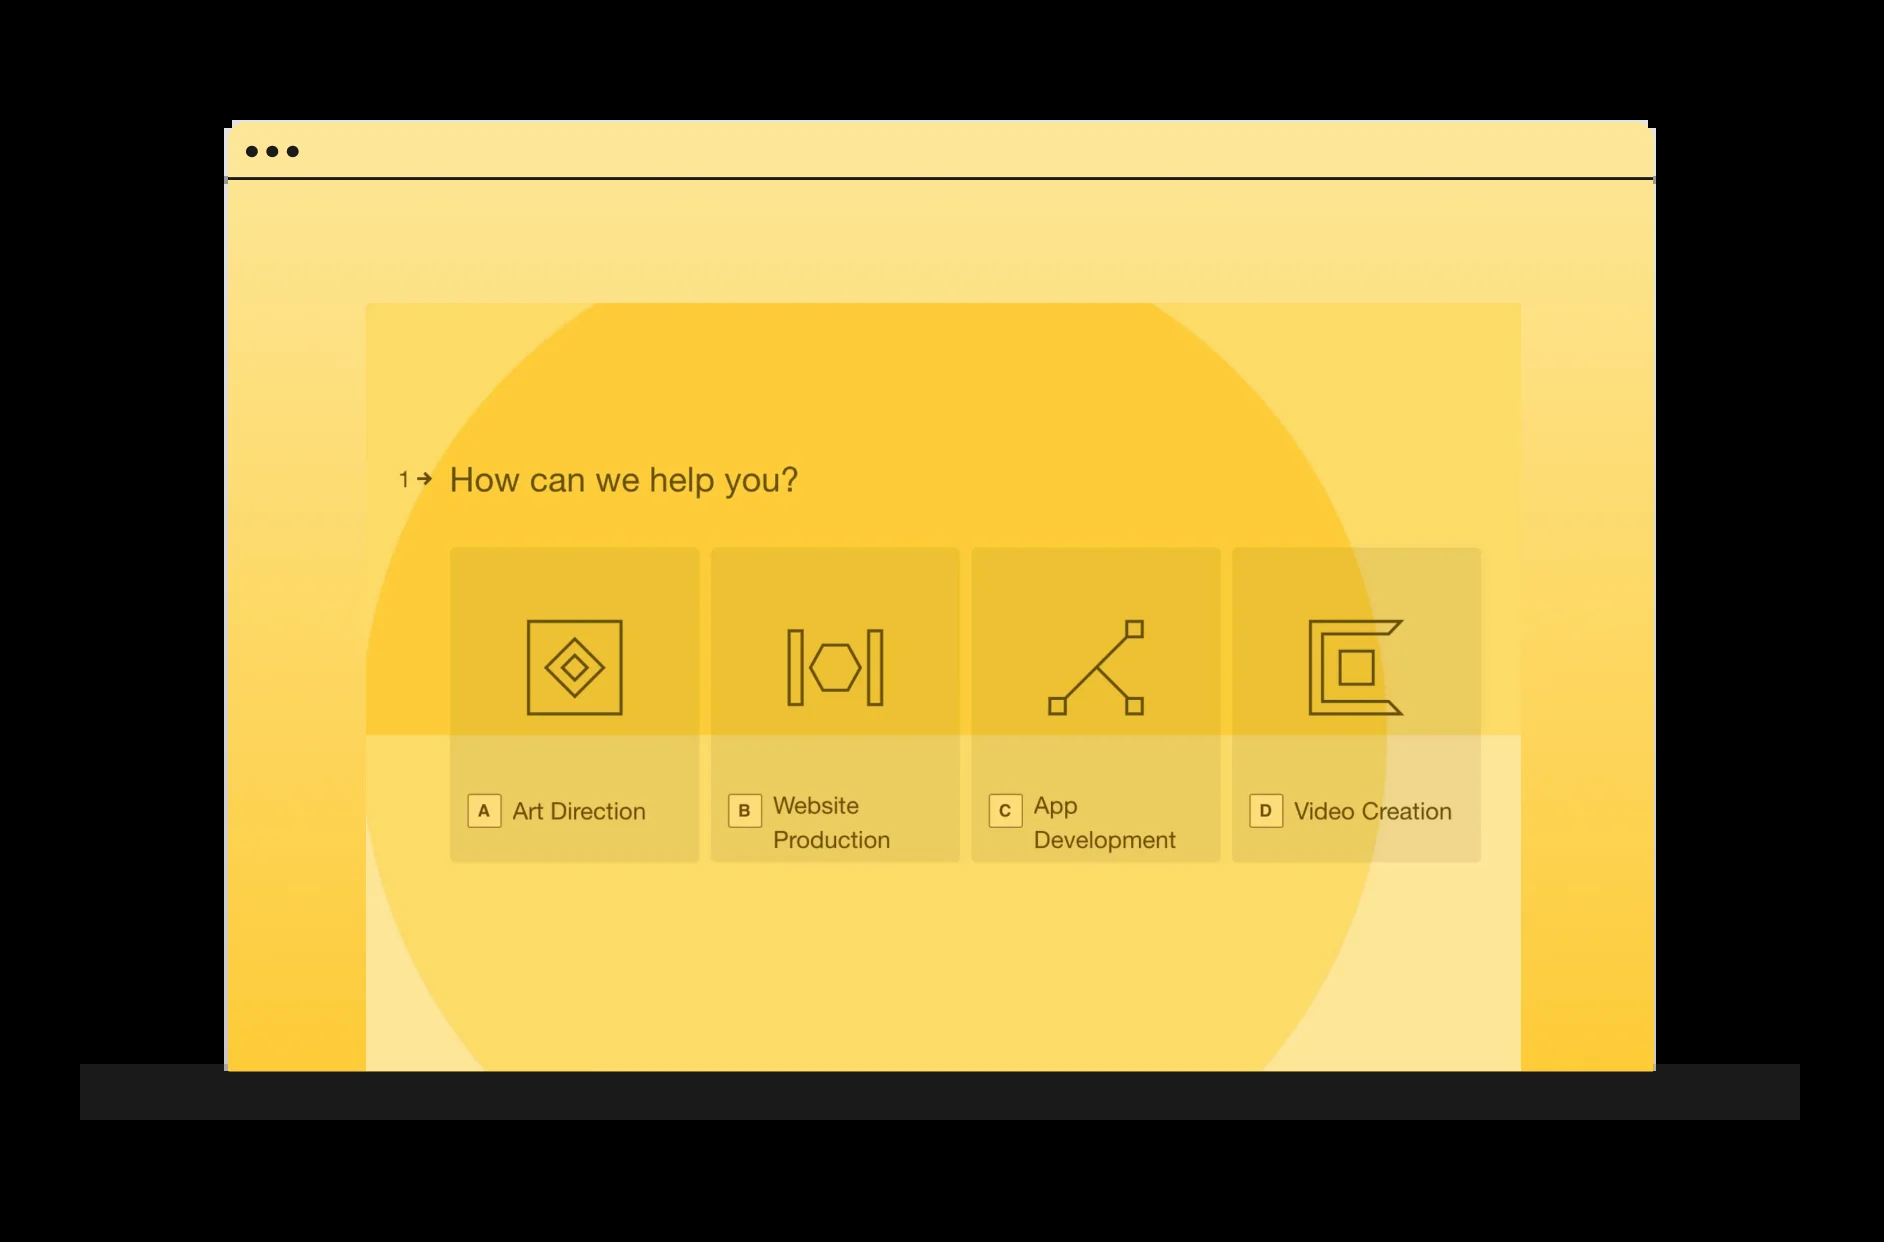 1 → How can we help you?
A Art Direction
B Website
Production
C App
Development
D Video Creation